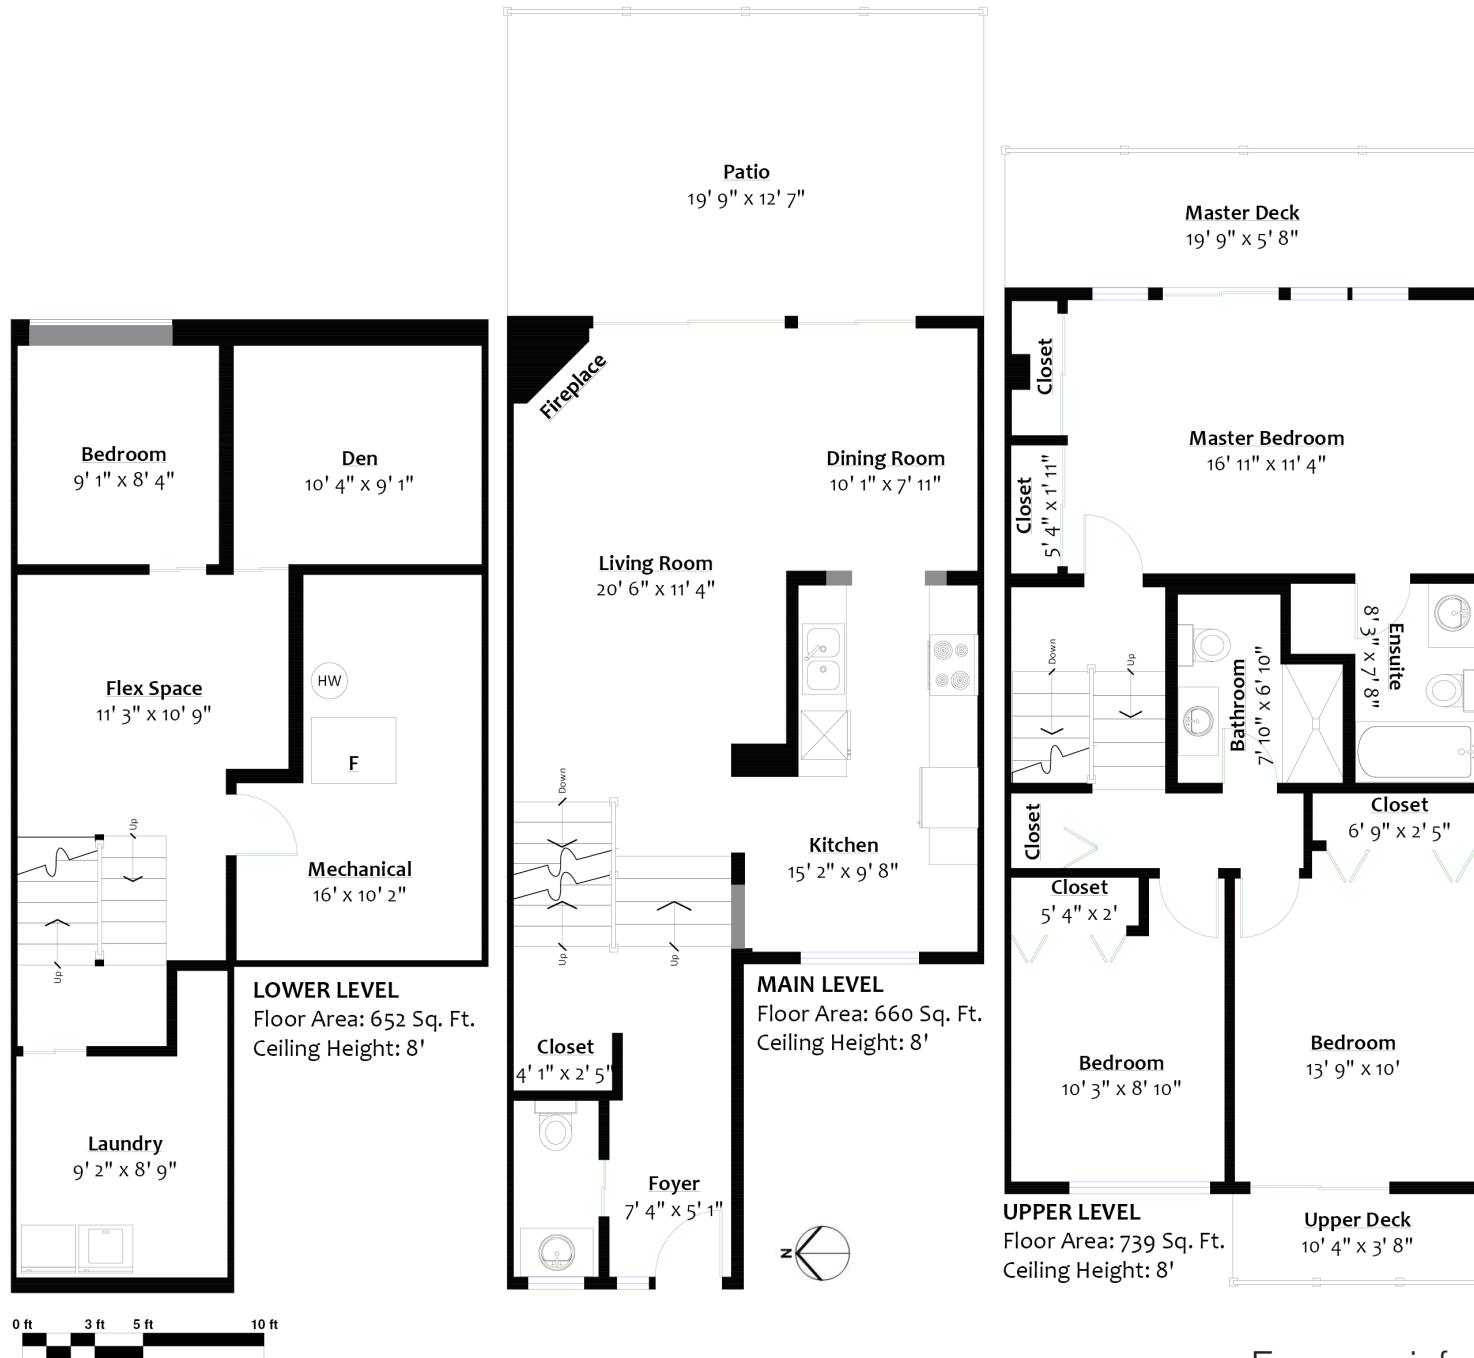 Patio
19' 9" x 12' 7"
Master Deck
19' 9" x 5' 8"
Bedroom
9' 1" x 8' 4"
Den
10' 4" x 9' 1"
Flex Space
11' 3" x 10' 9"
HW
F
Up
Mechanical
16' x 10' 2"
Up
LOWER LEVEL
Floor Area: 652 Sq. Ft.
Ceiling Height: 8'
Laundry
9' 2" x 8' 9"
0 ft 3 ft 5 ft 10 ft
Fireplace
Dining Room
10' 1" x 7' 11"
Living Room
20' 6" x 11' 4"
Down
Kitchen
15' 2" x 9' 8"
Up
Up
MAIN LEVEL
Floor Area: 660 Sq. Ft.
Ceiling Height: 8'
Closet
4' 1" x 2' 5"
Foyer
7' 4" x 5' 1"
N
Closet
Master Bedroom
16' 11" x 11' 4"
Closet
5' 4" x 1' 11"
Down
Up
Bathroom
7' 10" x 6' 10"
Ensuite
8' 3" x 7' 8"
Closet
Closet
6' 9" x 2' 5"
Closet
5' 4" x 2'
Bedroom
10' 3" x 8' 10"
Bedroom
13' 9" x 10'
UPPER LEVEL
Floor Area: 739 Sq. Ft.
Ceiling Height: 8'
Upper Deck
10' 4" x 3' 8"